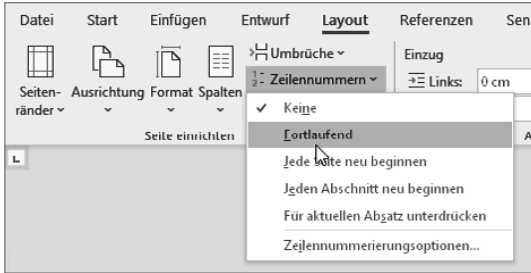 Datei Start Einfügen Entwurf Layout Referenzen Sen
Umbrüche Einzug
Zeilennummern Links: 0 cm
Seiten- Ausrichtung Format Spalten
ränder
Keine
Seite einrichten Fortlaufend A
Jede Seite neu beginnen
Jeden Abschnitt neu beginnen
Für aktuellen Absatz unterdrücken
Zeilennummerierungsoptionen...
L